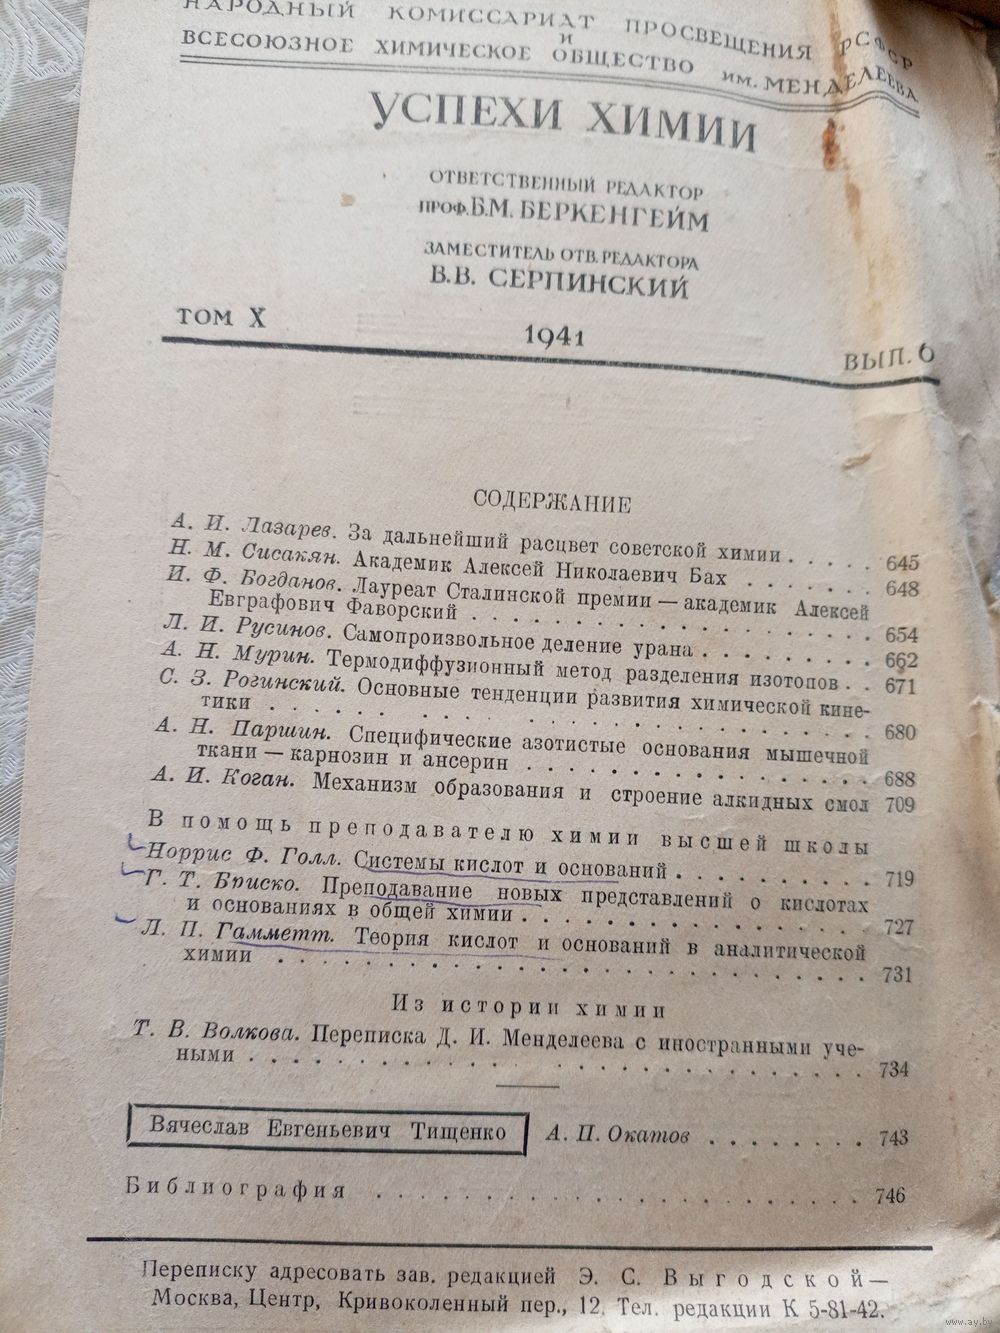 НАРОДНЫЙ КОМИССАРИАТ ПРОСВЕЩЕНИЯ РСФСР
И
ВСЕСОЮЗНОЕ ХИМИЧЕСКОЕ ОБЩЕСТВО им. МЕНДЕЛЕЕВА
УСПЕХИ ХИМИИ
ОТВЕТСТВЕННЫЙ РЕДАКТОР
ПРОФ. Б.М. БЕРКЕНГЕЙМ
ЗАМЕСТИТЕЛЬ ОТВ. РЕДАКТОРА
В.В. СЕРПИНСКИЙ
ТОМ X 1941 ВЫП. 6
СОДЕРЖАНИЕ
А. И. Лазарев. За дальнейший расцвет советской химии . . . . . 645
Н. М. Сисакян. Академик Алексей Николаевич Бах . . . . . . . 648
И. Ф. Богданов. Лауреат Сталинской премии — академик Алексей
Евграфович Фаворский . . . . . . . . . . . . . . . . . . 654
Л. И. Русинов. Самопроизвольное деление урана . . . . . . . . . 662
А. Н. Мурин. Термодиффузионный метод разделения изотопов . . 671
С. З. Рогинский. Основные тенденции развития химической кине-
тики . . . . . . . . . . . . . . . . . . . . . . . . . . 680
А. Н. Паршин. Специфические азотистые основания мышечной
ткани — карнозин и ансерин . . . . . . . . . . . . . . . . 688
А. И. Коган. Механизм образования и строение алкидных смол 709
В помощь преподавателю химии высшей школы
Норрис Ф. Голл. Системы кислот и оснований . . . . . . . . . . 719
Г. Т. Бриско. Преподавание новых представлений о кислотах
и основаниях в общей химии . . . . . . . . . . . . . . . . 727
Л. П. Гамметт. Теория кислот и оснований в аналитической
химии . . . . . . . . . . . . . . . . . . . . . . . . . . 731
Из истории химии
Т. В. Волкова. Переписка Д. И. Менделеева с иностранными уче-
ными . . . . . . . . . . . . . . . . . . . . . . . . . . 734
Вячеслав Евгеньевич Тищенко А. П. Окатов . . . . . . . . 743
Библиография . . . . . . . . . . . . . . . . . . 746
Переписку адресовать зав. редакцией Э. С. Выгодской —
Москва, Центр, Кривоколенный пер., 12. Тел. редакции К 5-81-42.
www.ay.by